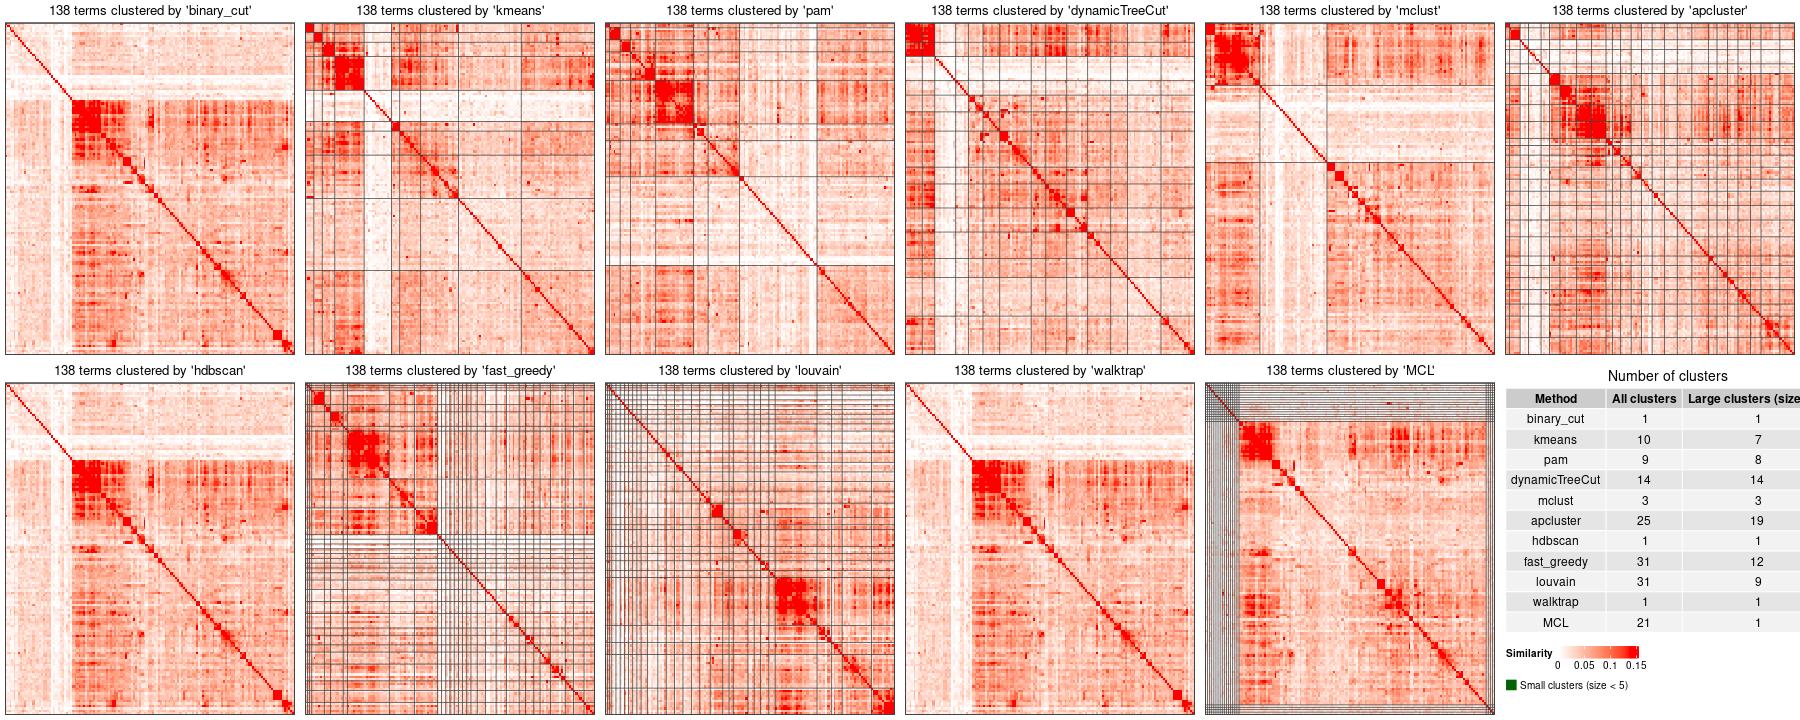 138 terms clustered by 'binary_cut'
138 terms clustered by 'kmeans'
138 terms clustered by 'pam'
138 terms clustered by 'dynamicTreeCut'
138 terms clustered by 'mclust'
138 terms clustered by 'apcluster'
138 terms clustered by 'hdbscan'
138 terms clustered by 'fast_greedy'
138 terms clustered by 'louvain'
138 terms clustered by 'walktrap'
138 terms clustered by 'MCL'
Number of clusters
Method All clusters Large clusters (size
binary_cut 1 1
kmeans 10 7
pam 9 8
dynamicTreeCut 14 14
mclust 3 3
apcluster 25 19
hdbscan 1 1
fast_greedy 31 12
louvain 31 9
walktrap 1 1
MCL 21 1
Similarity
0 0.05 0.1 0.15
Small clusters (size < 5)